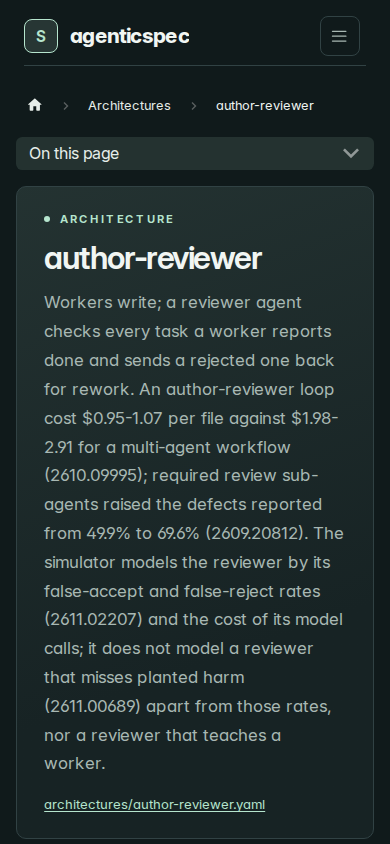 S agenticspec
Architectures
author-reviewer
On this page
ARCHITECTURE
author-reviewer
Workers write; a reviewer agent
checks every task a worker reports
done and sends a rejected one back
for rework. An author-reviewer loop
cost $0.95-1.07 per file against $1.98-
2.91 for a multi-agent workflow
(2610.09995); required review sub-
agents raised the defects reported
from 49.9% to 69.6% (2609.20812). The
simulator models the reviewer by its
false-accept and false-reject rates
(2611.02207) and the cost of its model
calls; it does not model a reviewer
that misses planted harm
(2611.00689) apart from those rates,
nor a reviewer that teaches a
worker.
architectures/author-reviewer.yaml